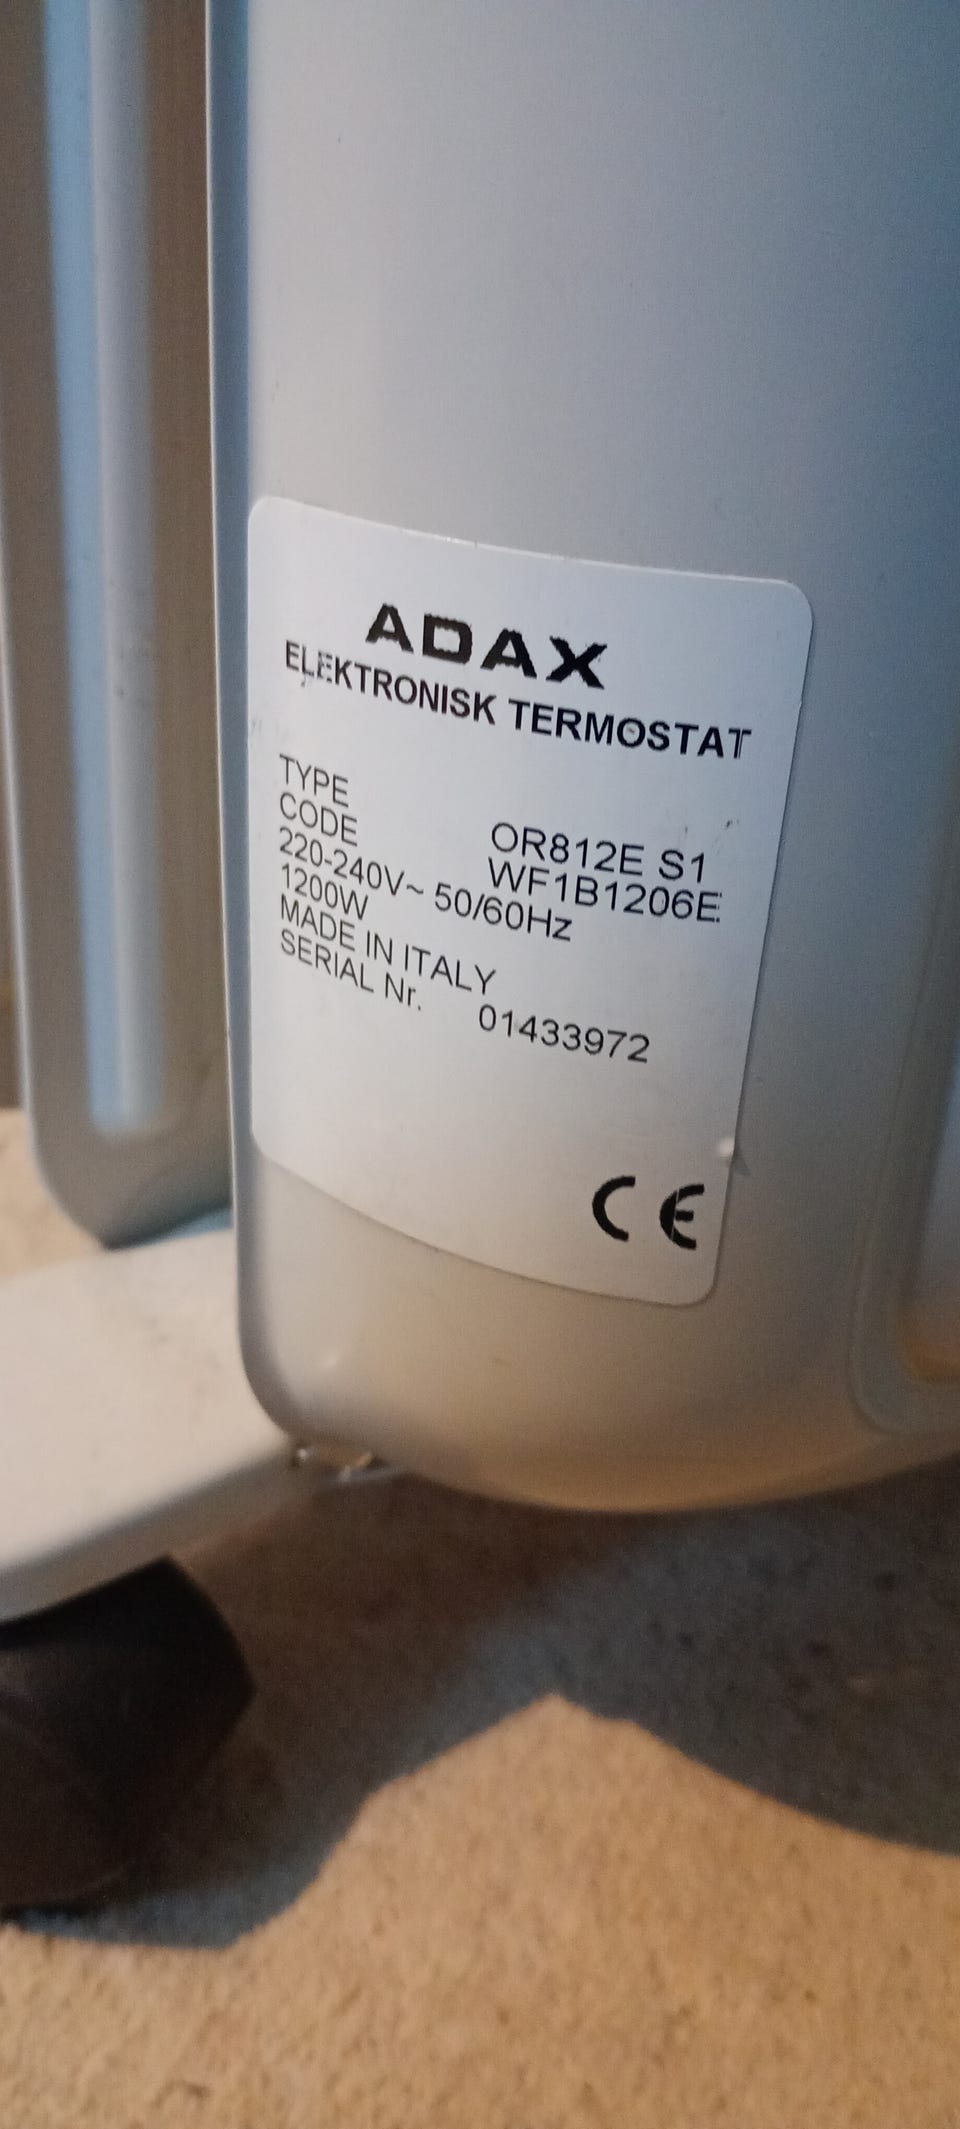 ADAX
ELEKTRONISK TERMOSTAT
TYPE OR812E S1
CODE WF1B1206E
220-240V~ 50/60Hz
1200W
MADE IN ITALY
SERIAL Nr. 01433972
CE